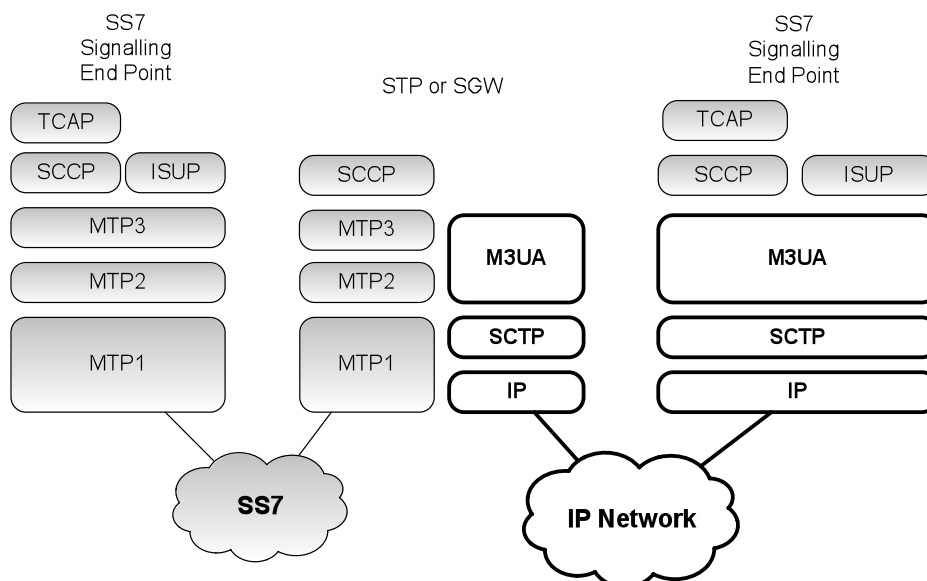 SS7
Signalling
End Point
TCAP
SCCP
ISUP
MTP3
MTP2
MTP1
STP or SGW
SCCP
MTP3
MTP2
MTP1
M3UA
SCTP
IP
SS7
Signalling
End Point
TCAP
SCCP
ISUP
M3UA
SCTP
IP
SS7
IP Network